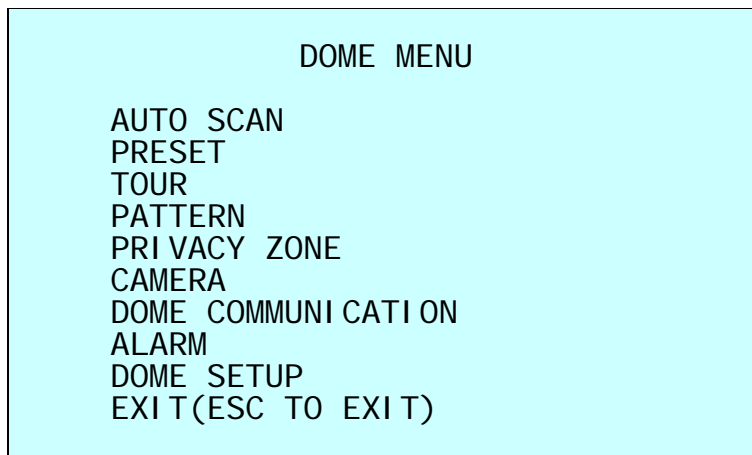 DOME MENU
AUTO SCAN
PRESET
TOUR
PATTERN
PRIVACY ZONE
CAMERA
DOME COMMUNICATION
ALARM
DOME SETUP
EXIT(ESC TO EXIT)